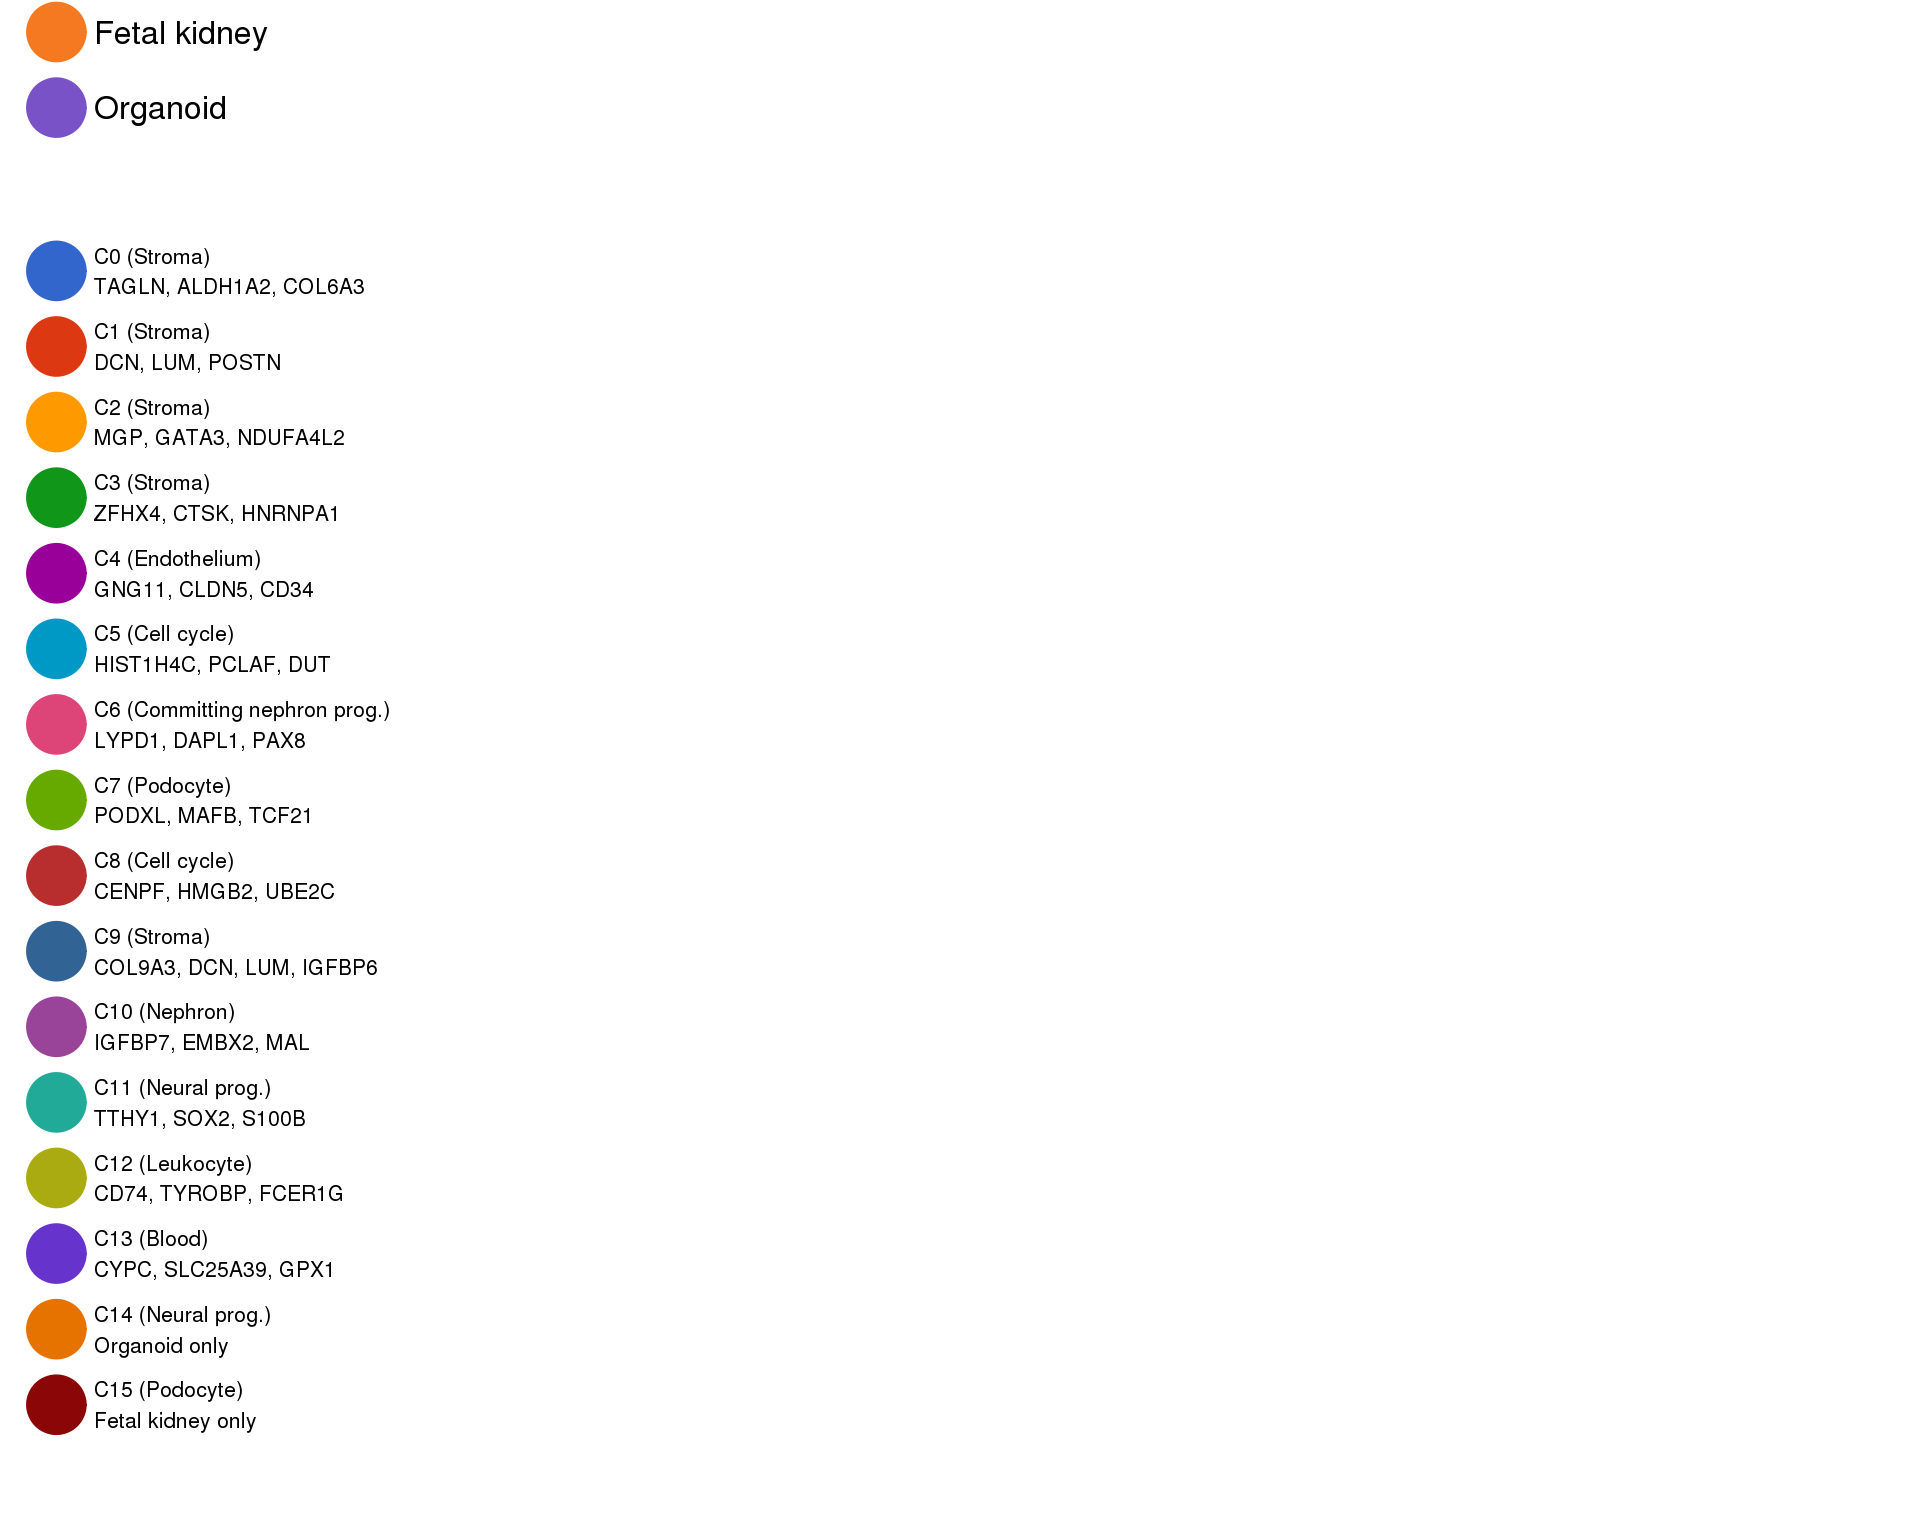 Fetal kidney
Organoid
C0 (Stroma)
TAGLN, ALDH1A2, COL6A3
C1 (Stroma)
DCN, LUM, POSTN
C2 (Stroma)
MGP, GATA3, NDUFA4L2
C3 (Stroma)
ZFHX4, CTSK, HNRNPA1
C4 (Endothelium)
GNG11, CLDN5, CD34
C5 (Cell cycle)
HIST1H4C, PCLAF, DUT
C6 (Committing nephron prog.)
LYPD1, DAPL1, PAX8
C7 (Podocyte)
PODXL, MAFB, TCF21
C8 (Cell cycle)
CENPF, HMGB2, UBE2C
C9 (Stroma)
COL9A3, DCN, LUM, IGFBP6
C10 (Nephron)
IGFBP7, EMBX2, MAL
C11 (Neural prog.)
TTHY1, SOX2, S100B
C12 (Leukocyte)
CD74, TYROBP, FCER1G
C13 (Blood)
CYPC, SLC25A39, GPX1
C14 (Neural prog.)
Organoid only
C15 (Podocyte)
Fetal kidney only